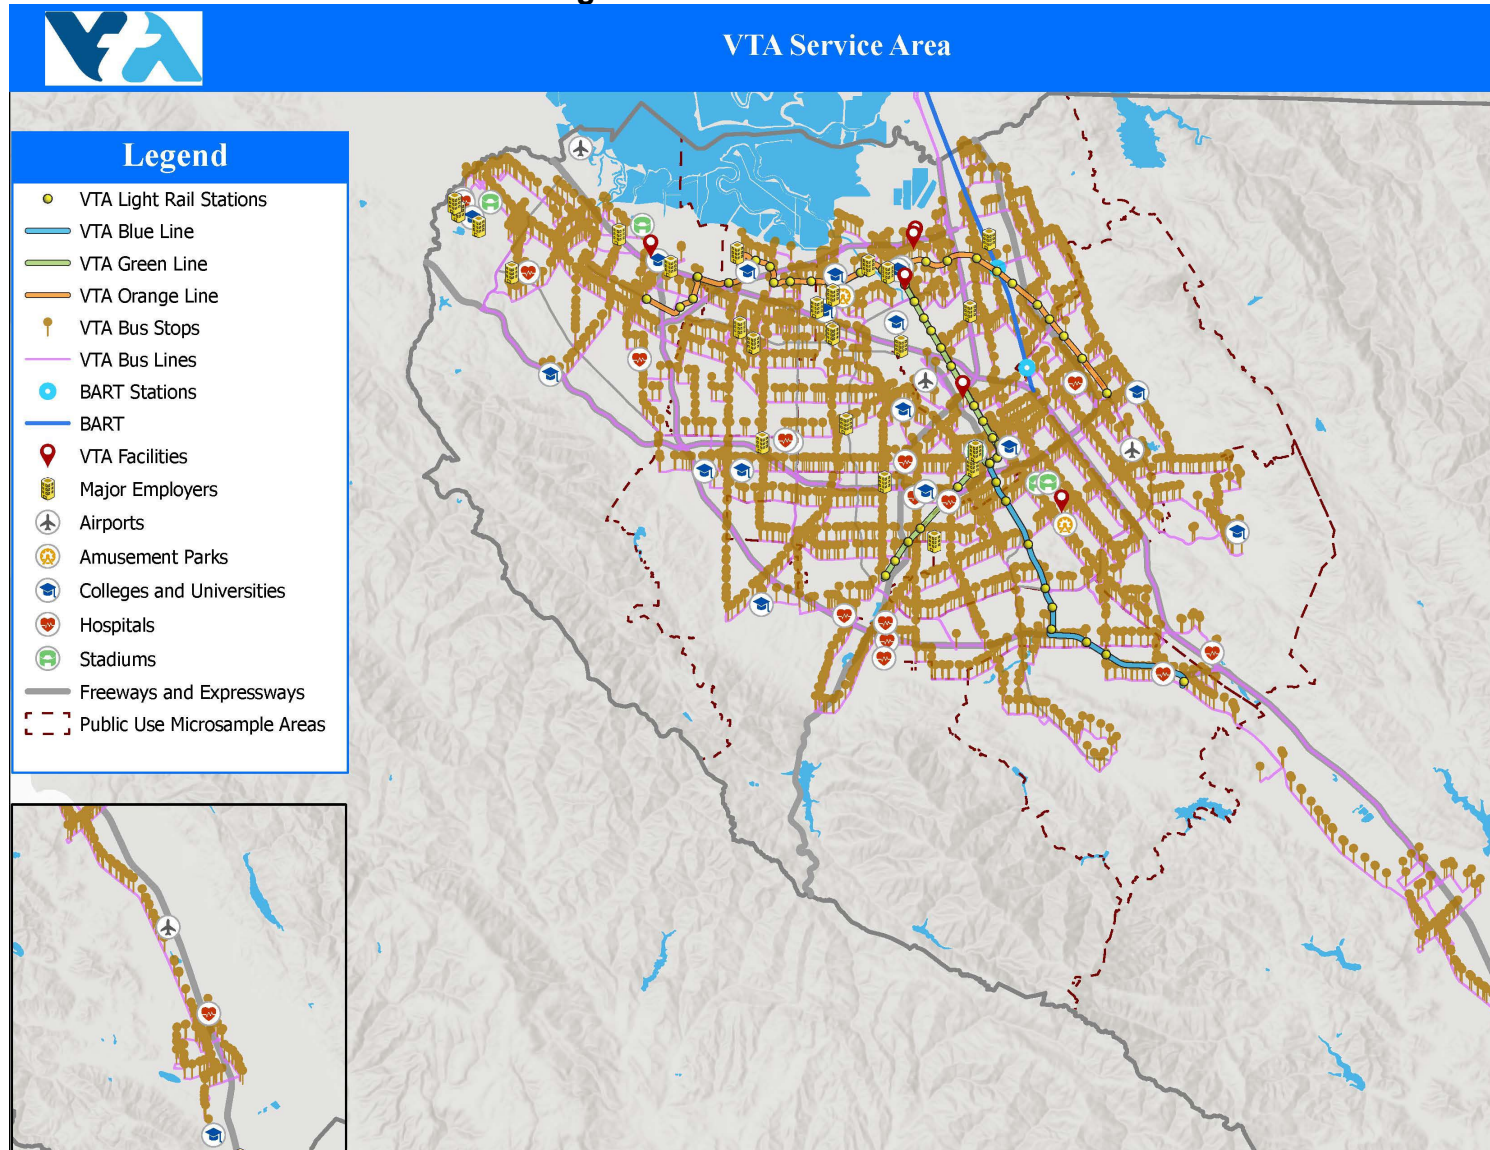 VTA
VTA Service Area
Legend
VTA Light Rail Stations
VTA Blue Line
VTA Green Line
VTA Orange Line
VTA Bus Stops
VTA Bus Lines
BART Stations
BART
VTA Facilities
Major Employers
Airports
Amusement Parks
Colleges and Universities
Hospitals
Stadiums
Freeways and Expressways
Public Use Microsample Areas